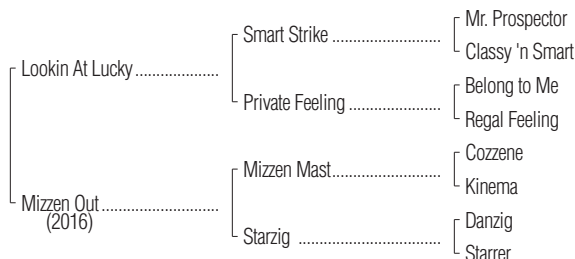 Mr. Prospector
Smart Strike ......................
Classy 'n Smart
Lookin At Lucky .................
Belong to Me
Private Feeling ...................
Regal Feeling
Cozzene
Mizzen Mast ......................
Kinema
Mizzen Out ........................
(2016)
Danzig
Starzig .............................
Starrer